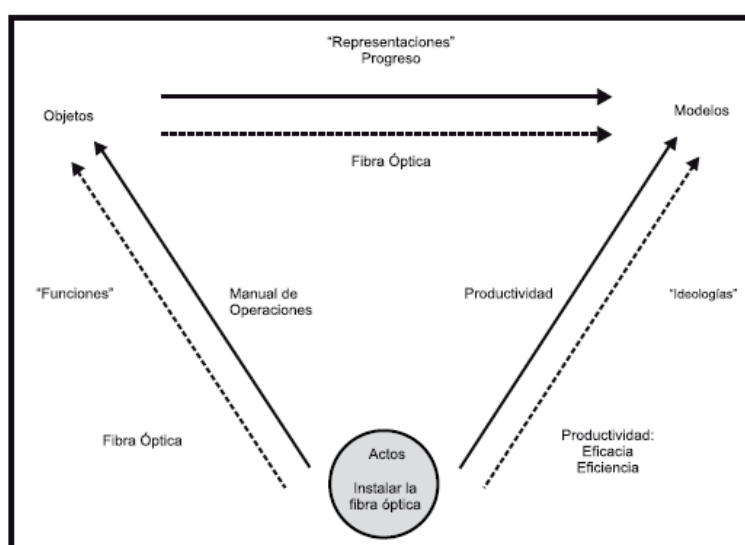 “Representaciones”
Progreso
Objetos
Modelos
Fibra Óptica
“Funciones”
Manual de
Operaciones
Productividad
“Ideologías”
Fibra Óptica
Productividad:
Eficacia
Eficiencia
Actos
Instalar la
fibra óptica